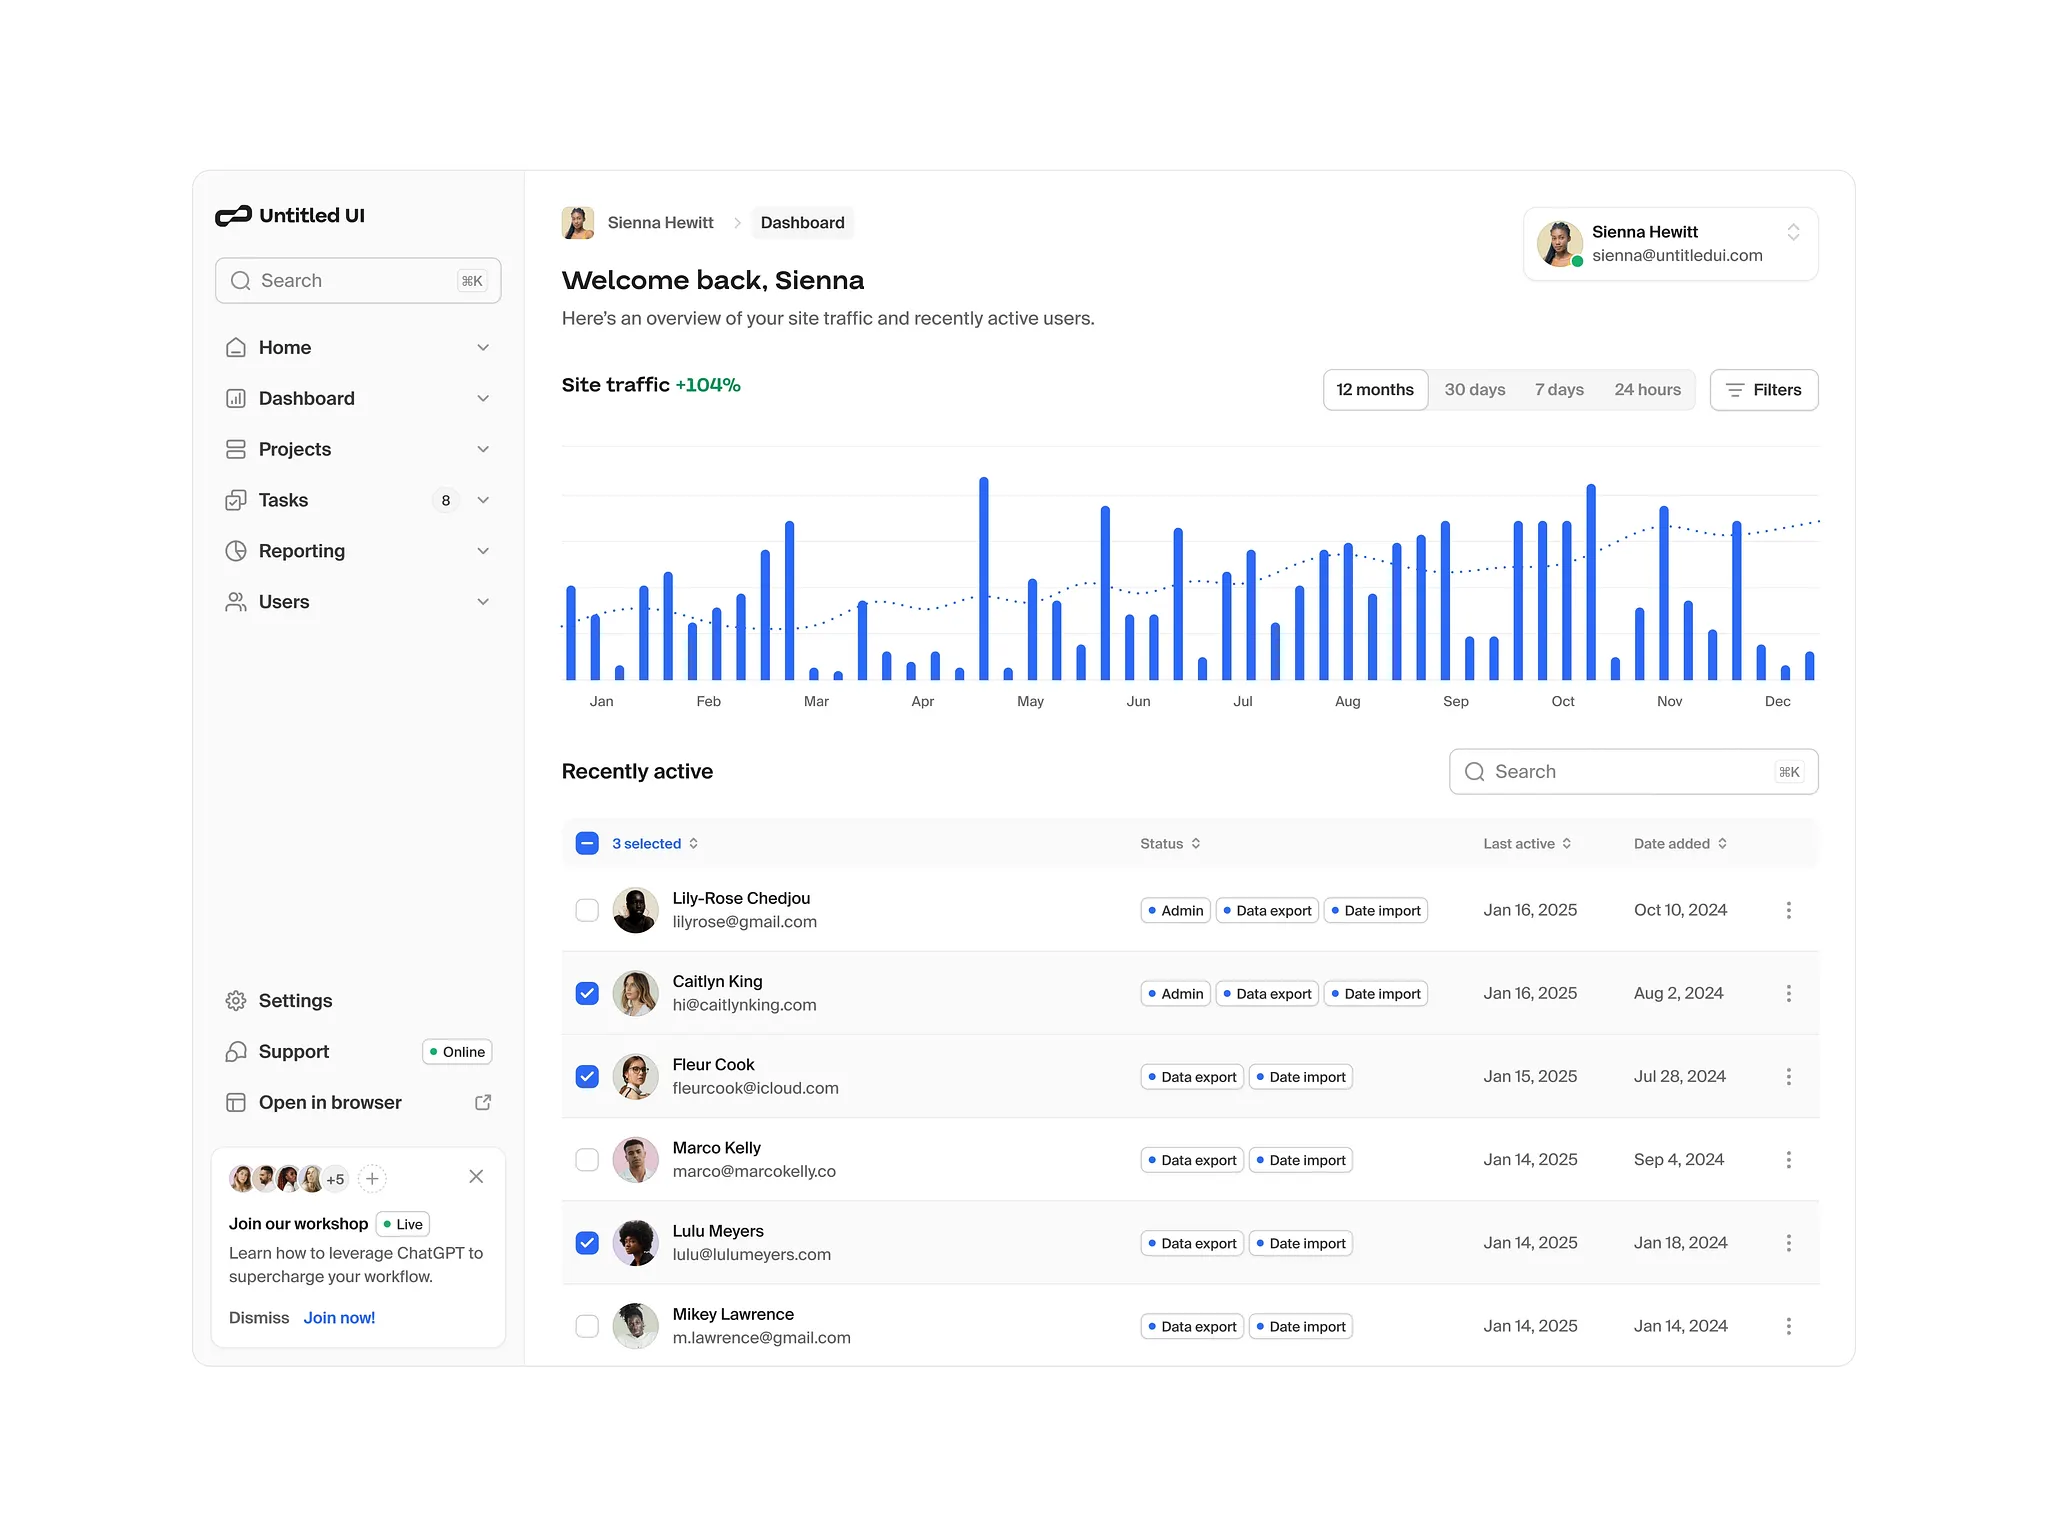 Untitled UI
Search ⌘K
Home
Dashboard
Projects
Tasks 8
Reporting
Users
Settings
Support Online
Open in browser
+5
Join our workshop Live
Learn how to leverage ChatGPT to
supercharge your workflow.
Dismiss Join now!
Sienna Hewitt Dashboard
Sienna Hewitt
sienna@untitledui.com
Welcome back, Sienna
Here’s an overview of your site traffic and recently active users.
Site traffic +104%
12 months 30 days 7 days 24 hours Filters
Jan Feb Mar Apr May Jun Jul Aug Sep Oct Nov Dec
Recently active
Search ⌘K
3 selected Status Last active Date added
Lily-Rose Chedjou
lilyrose@gmail.com
Admin Data export Date import Jan 16, 2025 Oct 10, 2024
Caitlyn King
hi@caitlynking.com
Admin Data export Date import Jan 16, 2025 Aug 2, 2024
Fleur Cook
fleurcook@icloud.com
Data export Date import Jan 15, 2025 Jul 28, 2024
Marco Kelly
marco@marcokelly.co
Data export Date import Jan 14, 2025 Sep 4, 2024
Lulu Meyers
lulu@lulumeyers.com
Data export Date import Jan 14, 2025 Jan 18, 2024
Mikey Lawrence
m.lawrence@gmail.com
Data export Date import Jan 14, 2025 Jan 14, 2024